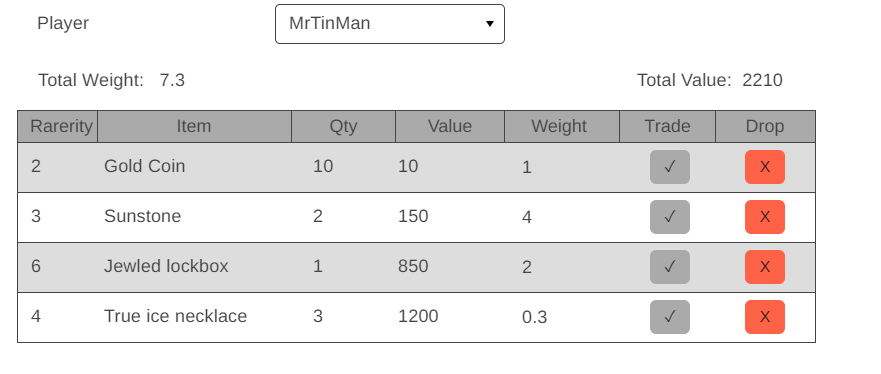 Player MrTinMan
Total Weight: 7.3 Total Value: 2210
Rarerity Item Qty Value Weight Trade Drop
2 Gold Coin 10 10 1 ✓ X
3 Sunstone 2 150 4 ✓ X
6 Jewled lockbox 1 850 2 ✓ X
4 True ice necklace 3 1200 0.3 ✓ X